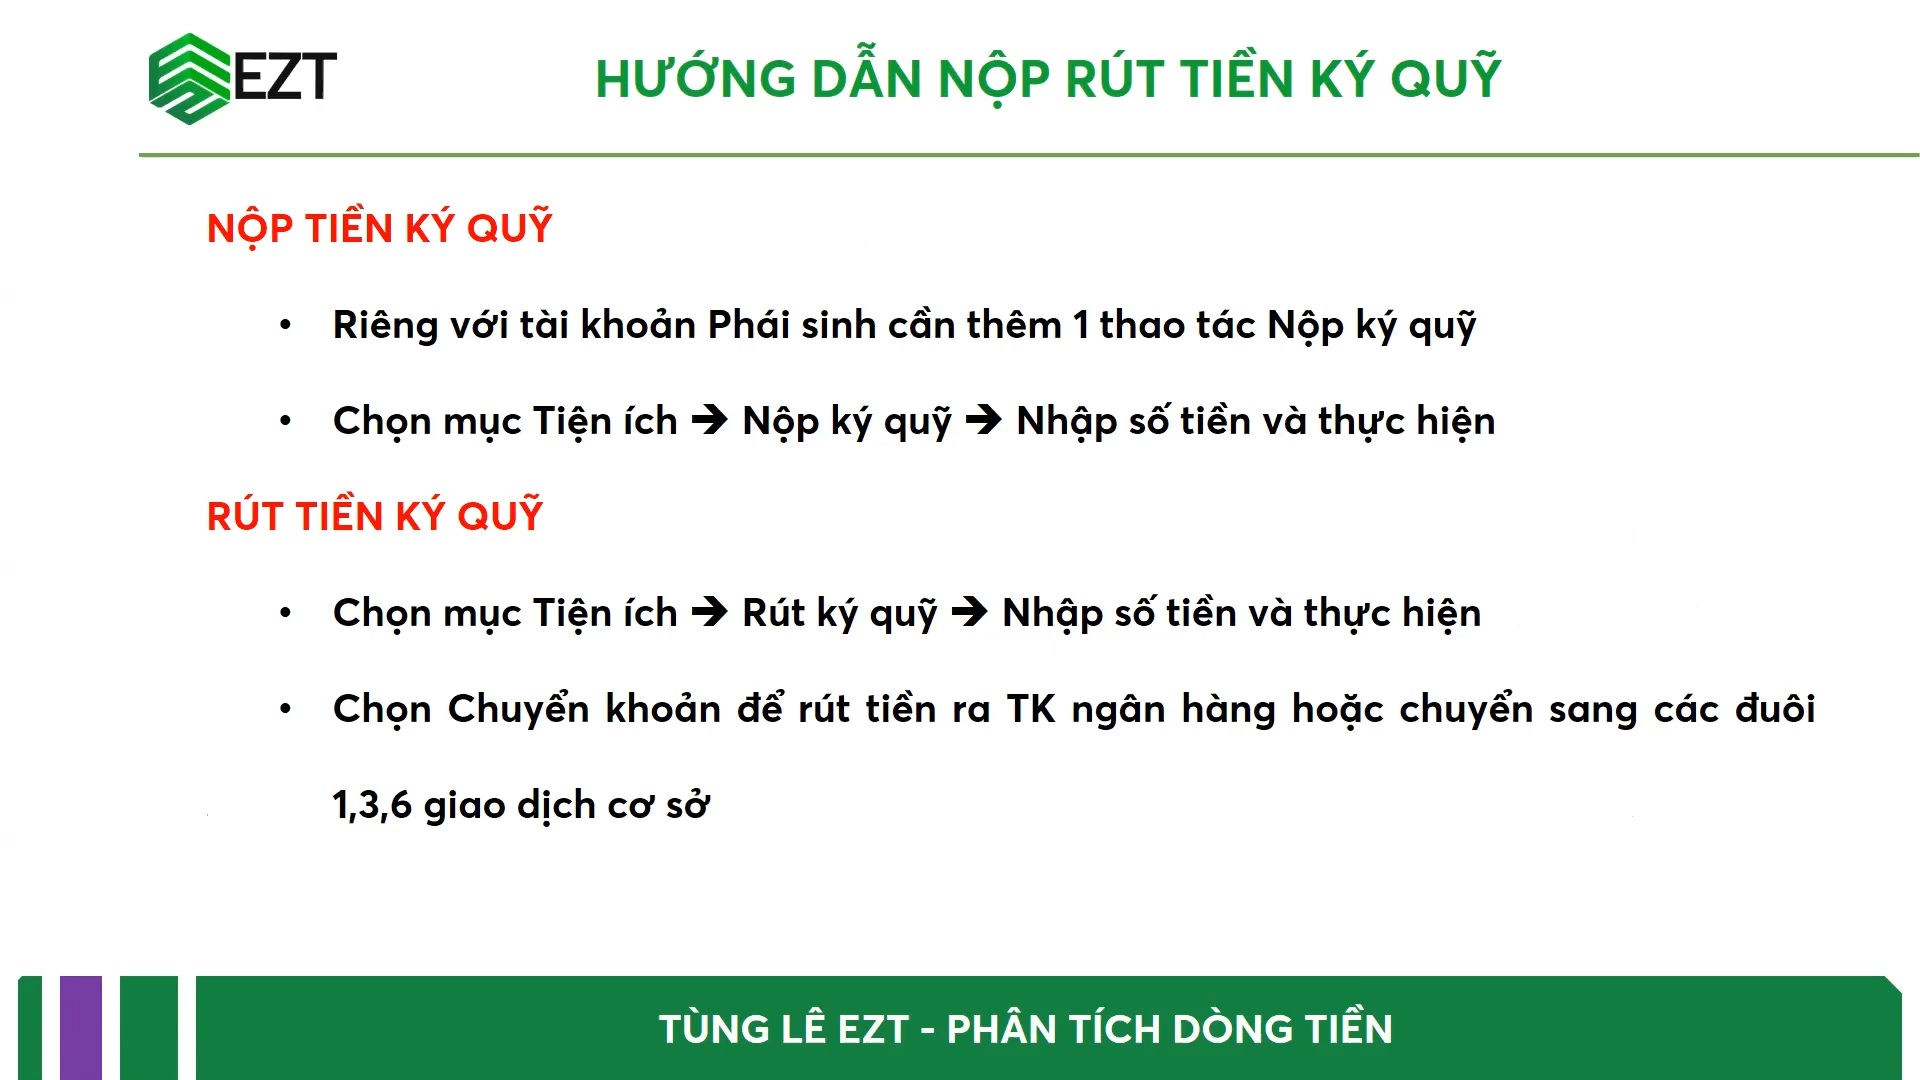 EZT
HƯỚNG DẪN NỘP RÚT TIỀN KÝ QUỸ
NỘP TIỀN KÝ QUỸ
• Riêng với tài khoản Phái sinh cần thêm 1 thao tác Nộp ký quỹ
• Chọn mục Tiện ích → Nộp ký quỹ → Nhập số tiền và thực hiện
RÚT TIỀN KÝ QUỸ
• Chọn mục Tiện ích → Rút ký quỹ → Nhập số tiền và thực hiện
• Chọn Chuyển khoản để rút tiền ra TK ngân hàng hoặc chuyển sang các đuôi
1,3,6 giao dịch cơ sở
TÙNG LÊ EZT - PHÂN TÍCH DÒNG TIỀN